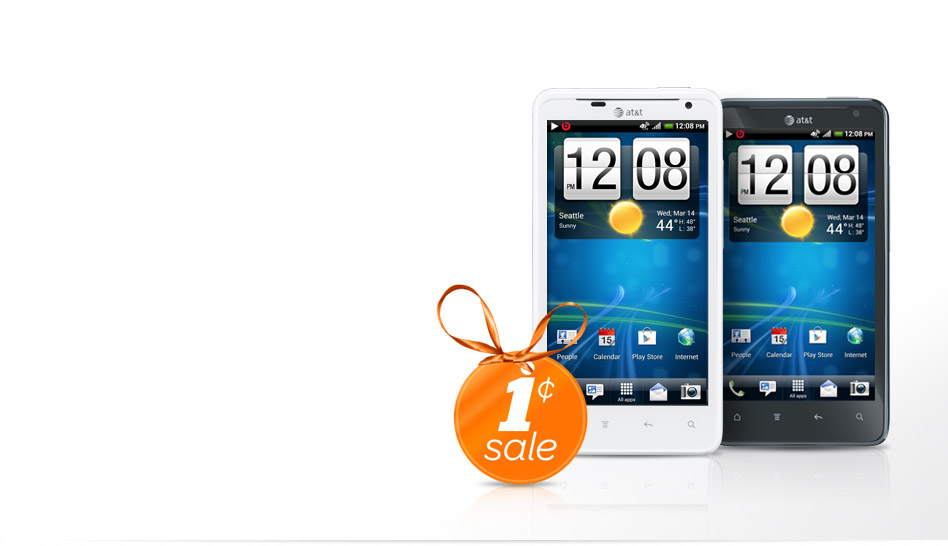 at&t
12:08 PM
12 08
PM
Seattle
Sunny
Wed, Mar 14
44° H: 48°
L: 38°
People Calendar Play Store Internet
15
All apps
at&t
12:08 PM
12 08
PM
Seattle
Sunny
Wed, Mar 14
44° H: 48°
L: 38°
People Calendar Play Store Internet
15
All apps
1¢
sale